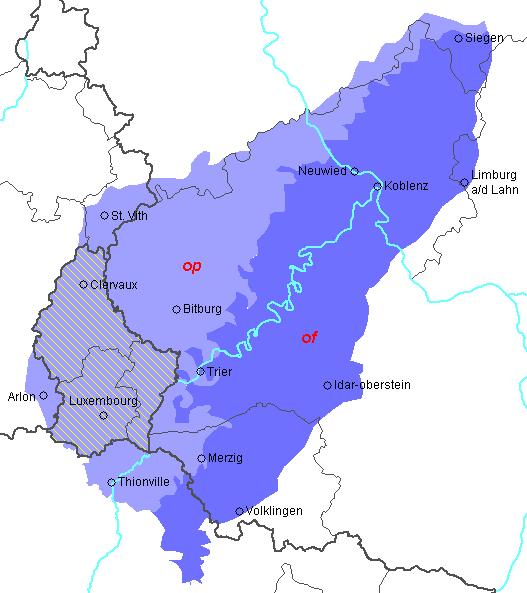 Siegen
Neuwied
Limburg
a/d Lahn
Koblenz
St. Vith
op
Clervaux
Bitburg
of
Trier
Idar-oberstein
Arlon
Luxembourg
Merzig
Thionville
Volklingen